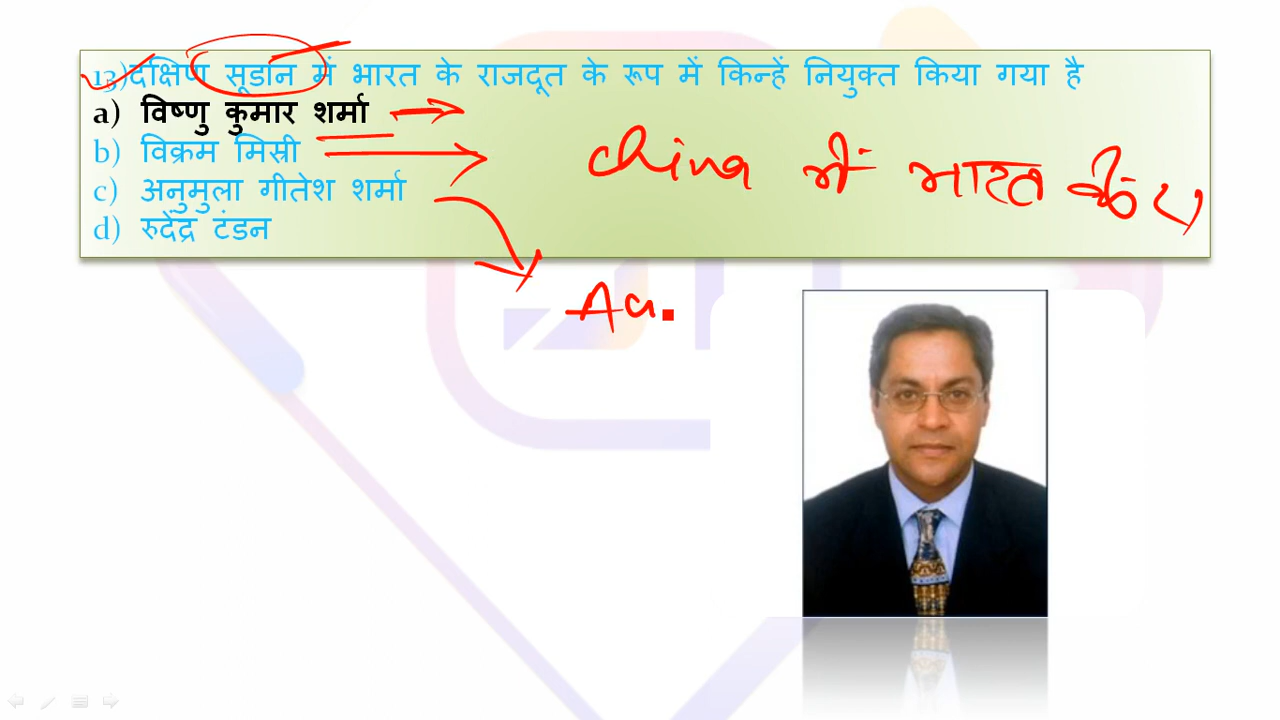 13)दक्षिण सूडान में भारत के राजदूत के रूप में किन्हें नियुक्त किया गया है
a) विष्णु कुमार शर्मा
b) विक्रम मिस्री
c) अनुमुला गीतेश शर्मा
d) रुदेंद्र टंडन
China में भारत के
Au.